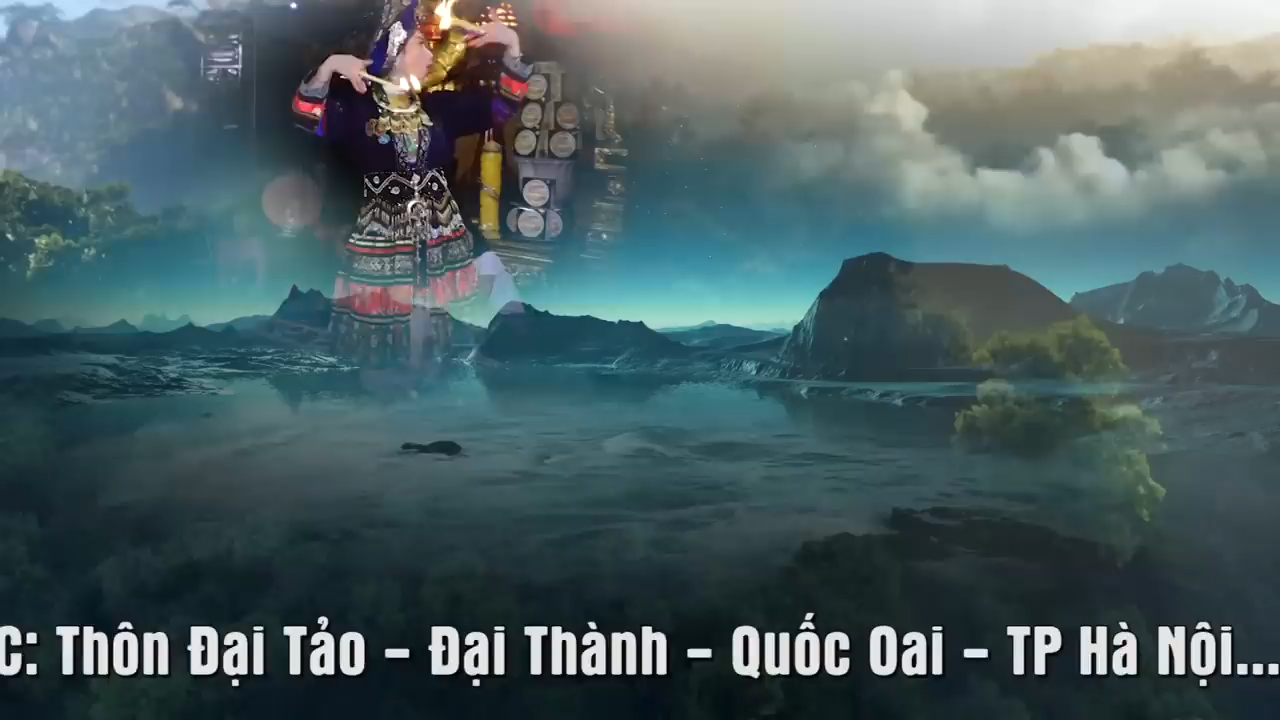 C: Thôn Đại Tảo - Đại Thành - Quốc Oai - TP Hà Nội...